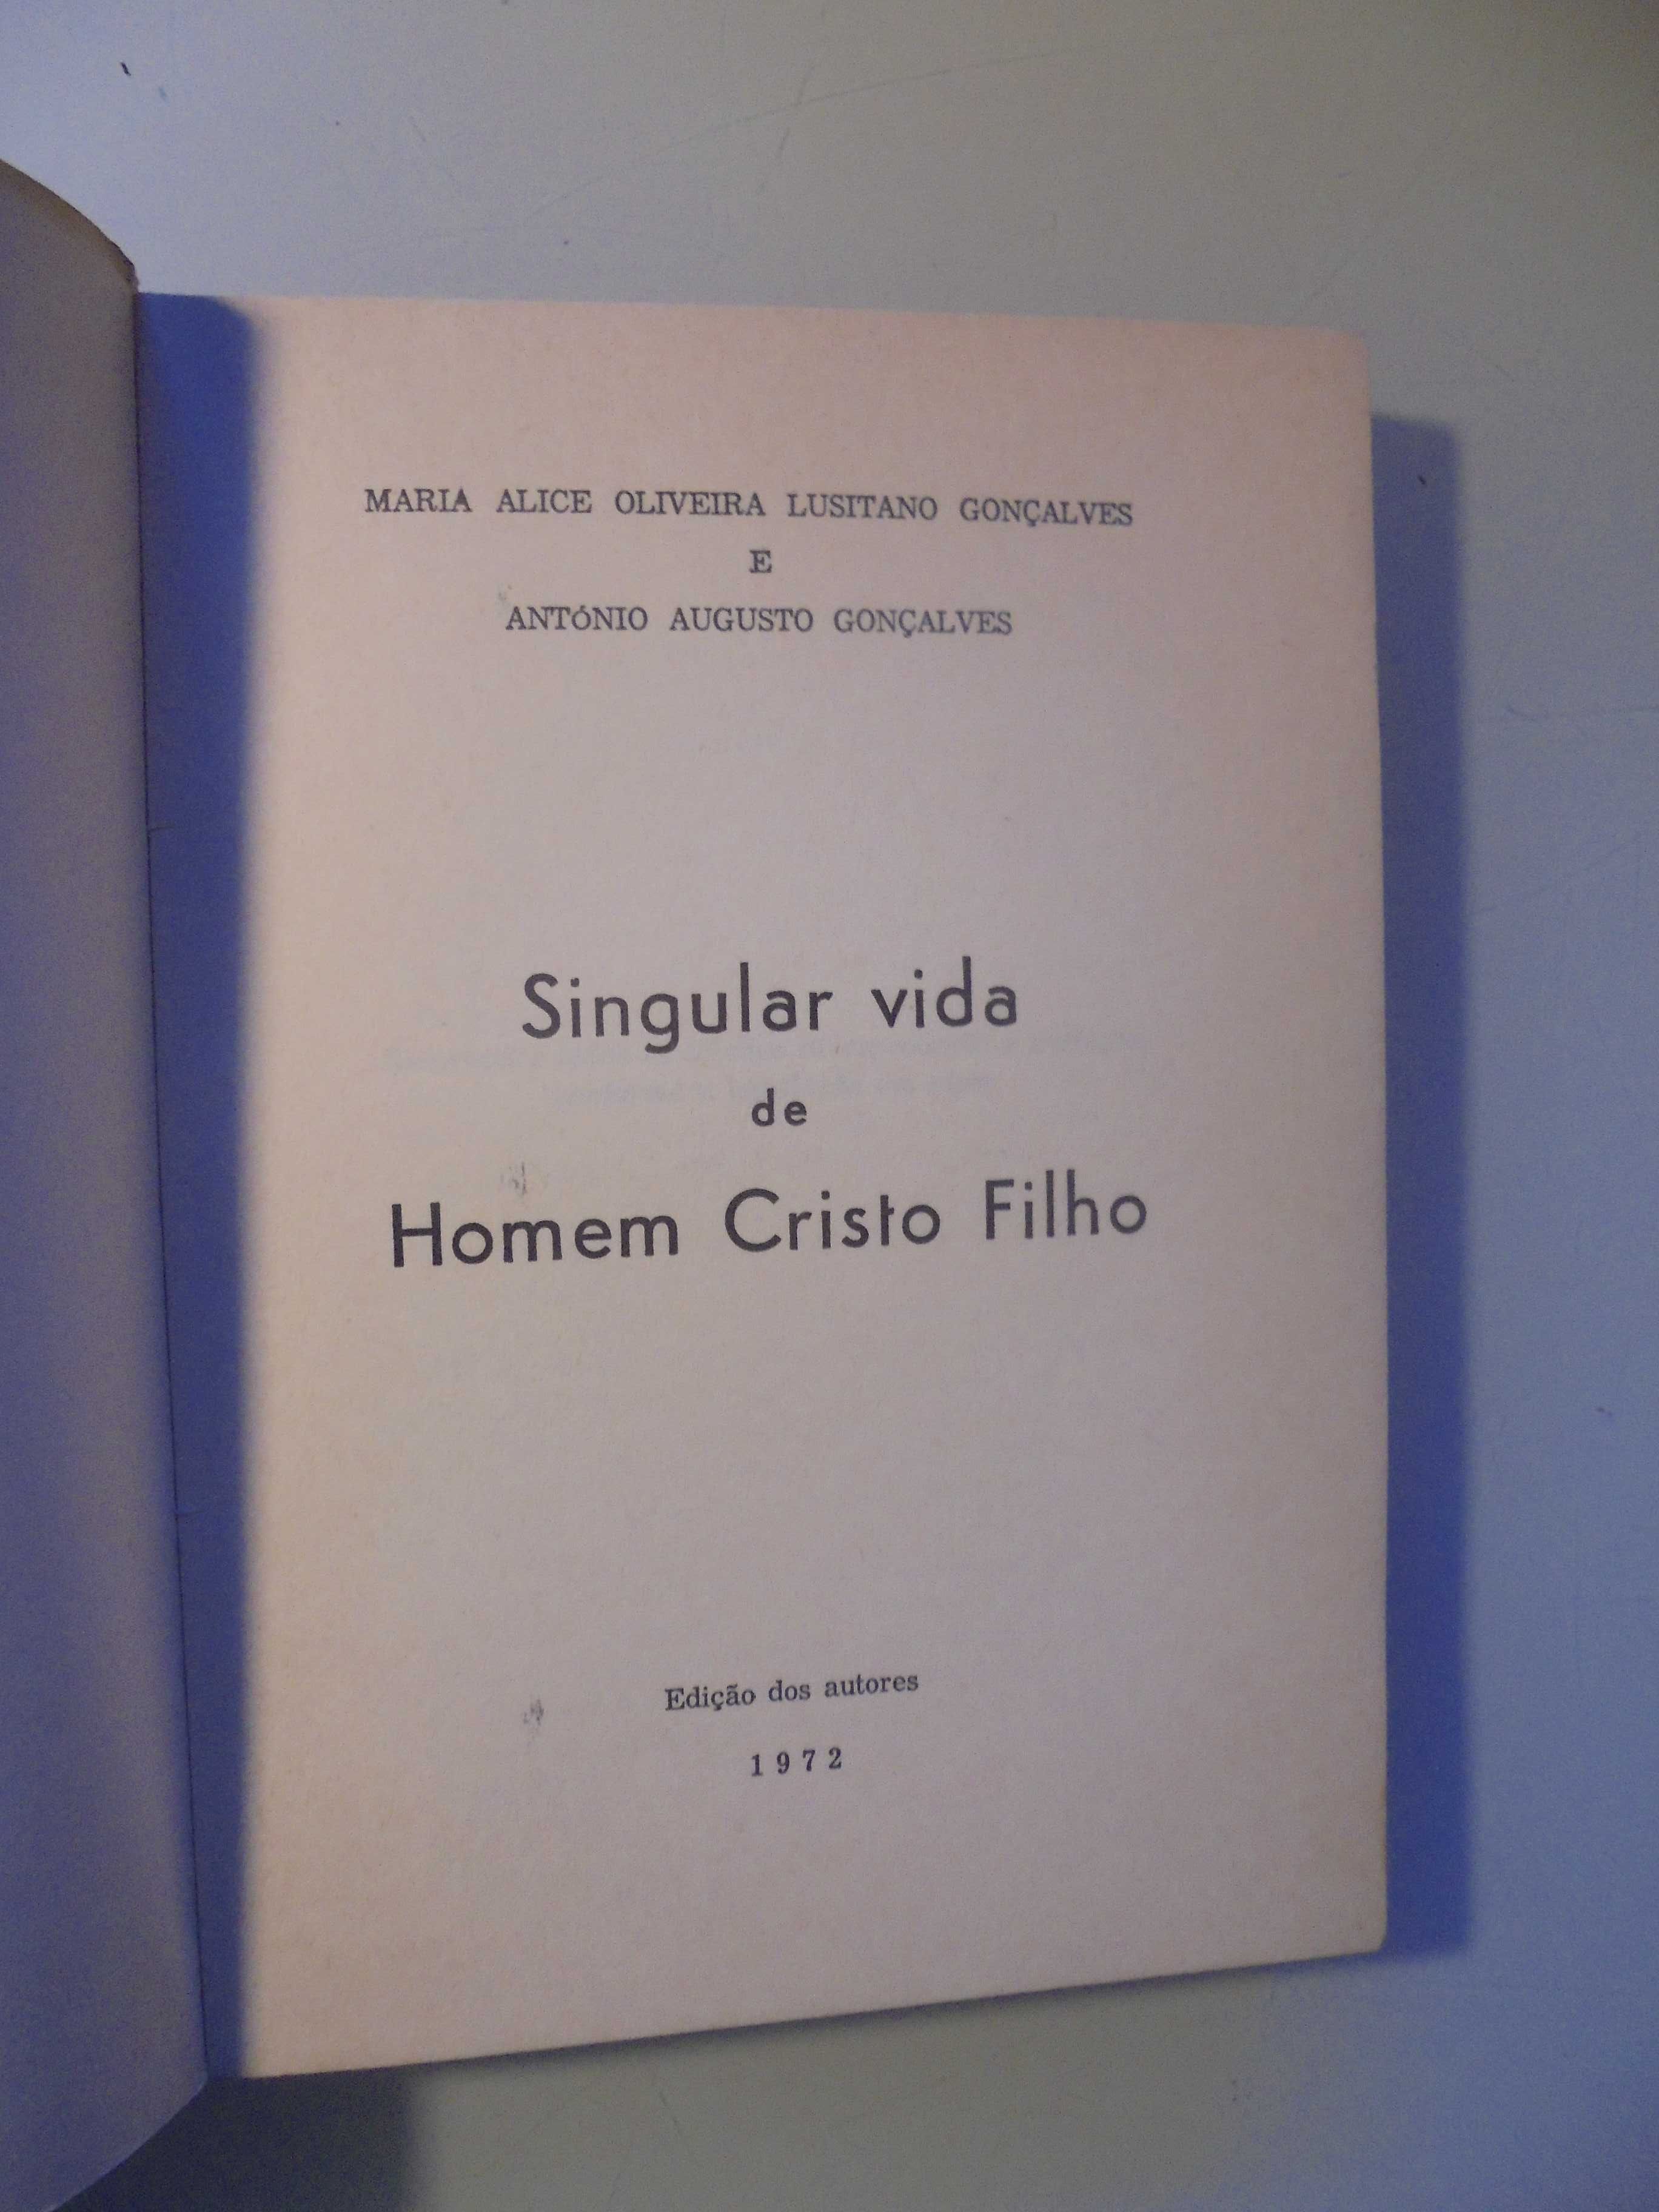 MARIA ALICE OLIVEIRA LUSITANO GONÇALVES
E
ANTÓNIO AUGUSTO GONÇALVES
Singular vida
de
Homem Cristo Filho
Edição dos autores
1972